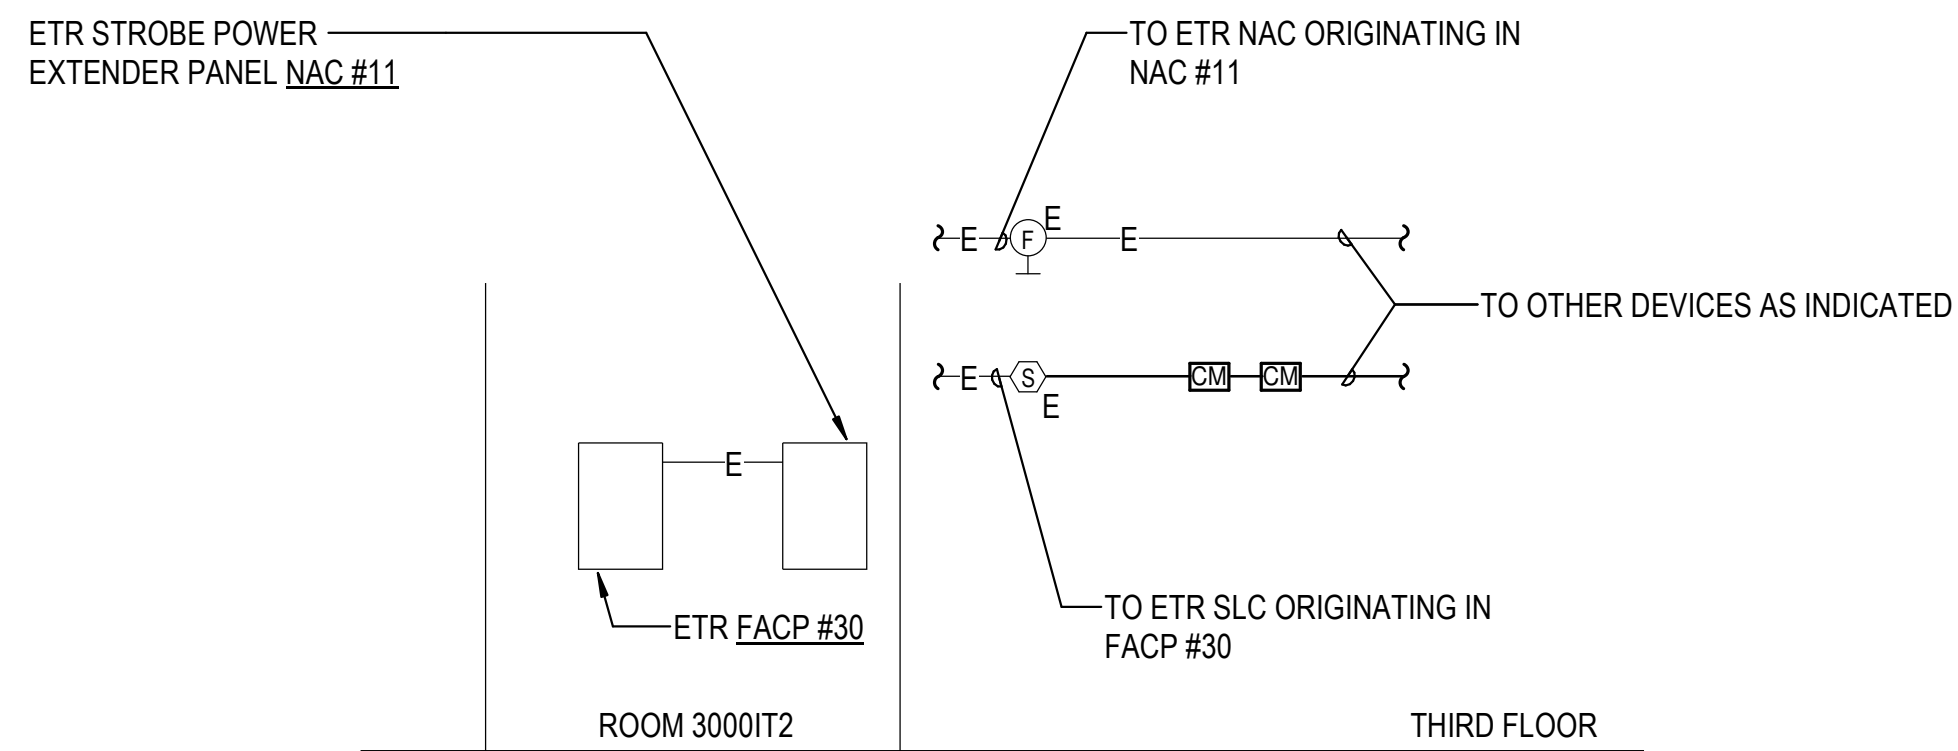 ETR STROBE POWER
EXTENDER PANEL NAC #11
TO ETR NAC ORIGINATING IN
NAC #11
E
E
F
E
TO OTHER DEVICES AS INDICATED
E
S
E
CM
CM
E
ETR FACP #30
TO ETR SLC ORIGINATING IN
FACP #30
ROOM 3000IT2
THIRD FLOOR